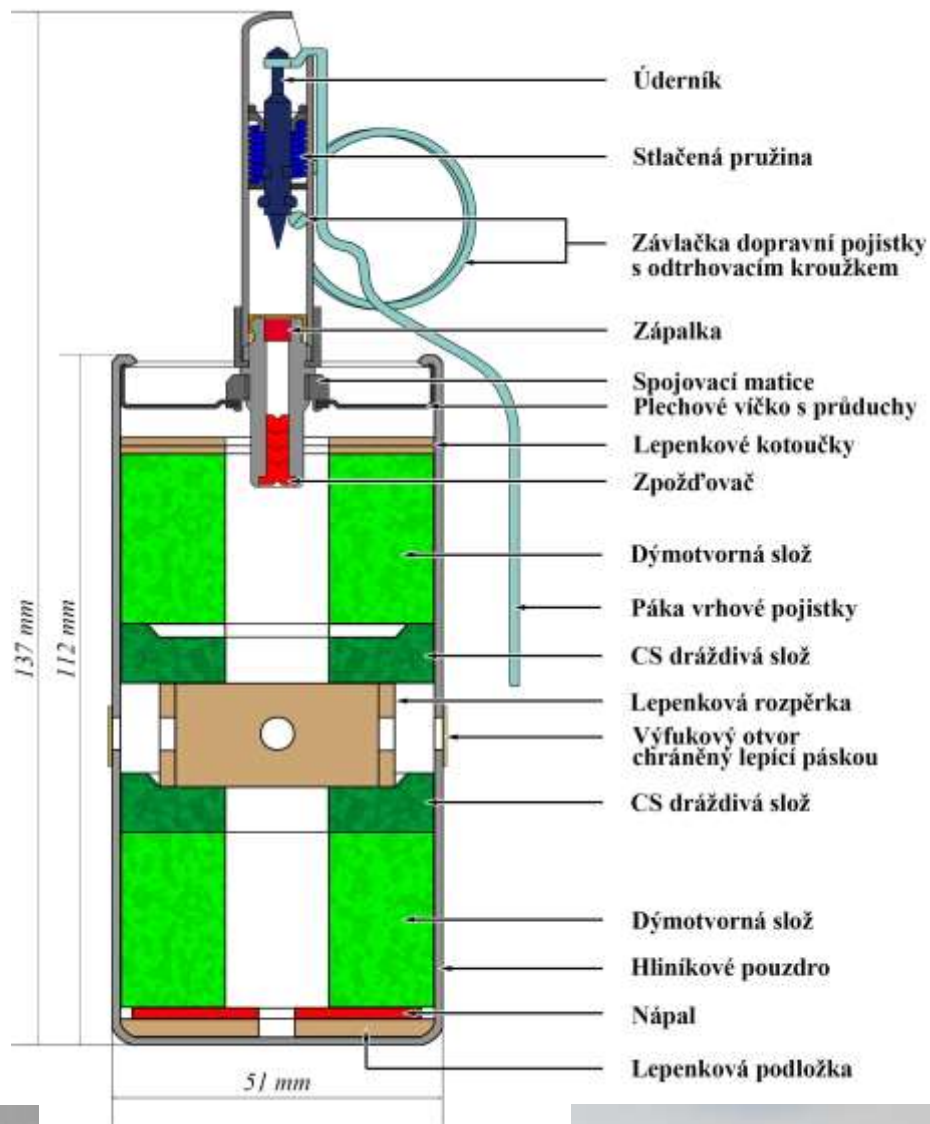 Úderník
Stlačená pružina
Závlačka dopravní pojistky
s odtrhovacím kroužkem
Zápalka
Spojovací matice
Plechové víčko s průduchy
Lepenkové kotoučky
Zpožďovač
Dýmotvorná slož
Páka vrhové pojistky
CS dráždivá slož
Lepenková rozpěrka
Výfukový otvor
chráněný lepící páskou
CS dráždivá slož
Dýmotvorná slož
Hliníkové pouzdro
Nápal
Lepenková podložka
137 mm
112 mm
51 mm